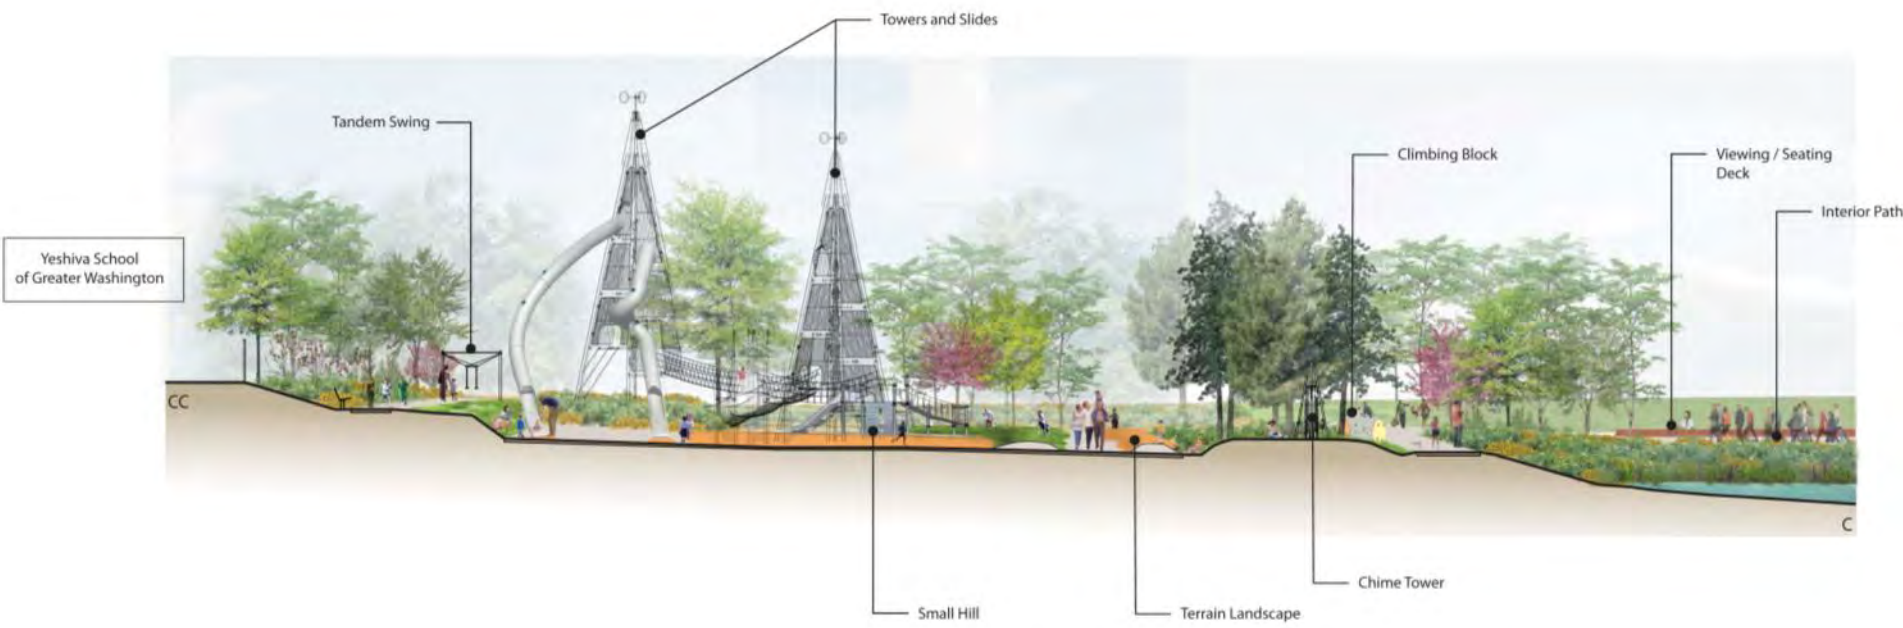 Towers and Slides
Tandem Swing
Climbing Block
Viewing / Seating
Deck
Interior Path
Yeshiva School
of Greater Washington
CC
C
Chime Tower
Small Hill
Terrain Landscape